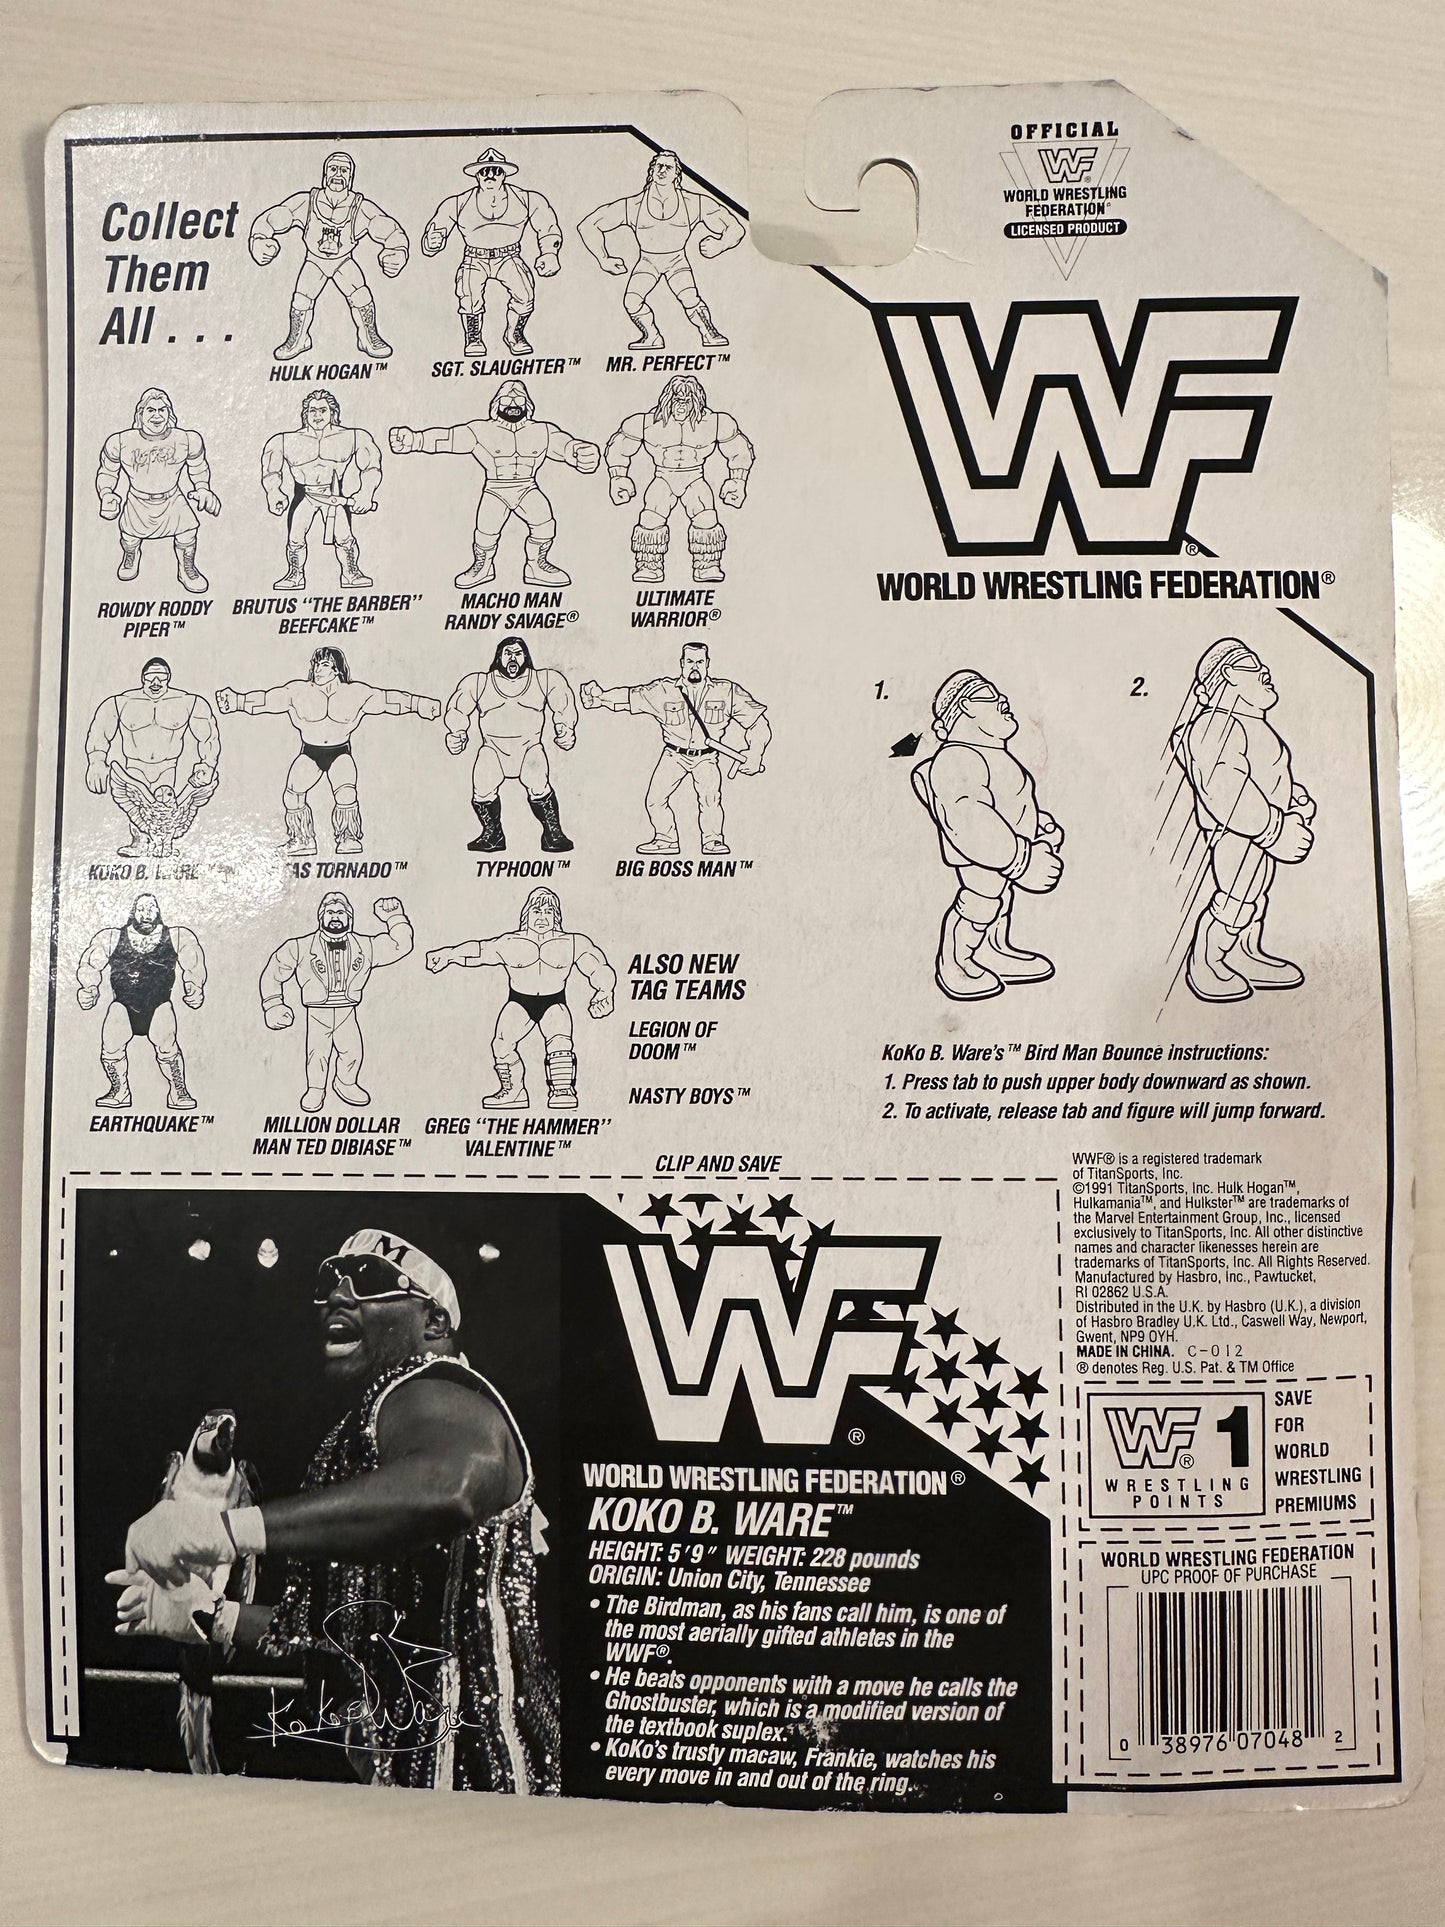 Collect
Them
All . . .
HULK HOGAN™
SGT. SLAUGHTER™
MR. PERFECT™
ROWDY RODDY
PIPER™
BRUTUS "THE BARBER"
BEEFCAKE™
MACHO MAN
RANDY SAVAGE®
ULTIMATE
WARRIOR®
KOKO B.
TORNADO™
TYPHOON™
BIG BOSS MAN™
EARTHQUAKE™
MILLION DOLLAR
MAN TED DIBIASE™
GREG "THE HAMMER"
VALENTINE™
ALSO NEW
TAG TEAMS
LEGION OF
DOOM™
NASTY BOYS™
CLIP AND SAVE
OFFICIAL
WF®
WORLD WRESTLING
FEDERATION®
LICENSED PRODUCT
WF®
WORLD WRESTLING FEDERATION®
1.
2.
KoKo B. Ware's™ Bird Man Bounce instructions:
1. Press tab to push upper body downward as shown.
2. To activate, release tab and figure will jump forward.
WWF® is a registered trademark
of TitanSports, Inc.
©1991 TitanSports, Inc. Hulk Hogan™,
Hulkamania™, and Hulkster™ are trademarks of
the Marvel Entertainment Group, Inc., licensed
exclusively to TitanSports, Inc. All other distinctive
names and character likenesses herein are
trademarks of TitanSports, Inc. All Rights Reserved.
Manufactured by Hasbro, Inc., Pawtucket,
RI 02862 U.S.A.
Distributed in the U.K. by Hasbro (U.K.), a division
of Hasbro Bradley U.K. Ltd., Caswell Way, Newport,
Gwent, NP9 0YH.
MADE IN CHINA. C-012
® denotes Reg. U.S. Pat. & TM Office
WF® 1
WRESTLING
POINTS
SAVE
FOR
WORLD
WRESTLING
PREMIUMS
WORLD WRESTLING FEDERATION
UPC PROOF OF PURCHASE
0 38976 07048 2
WF®
WORLD WRESTLING FEDERATION®
KOKO B. WARE™
HEIGHT: 5'9" WEIGHT: 228 pounds
ORIGIN: Union City, Tennessee
• The Birdman, as his fans call him, is one of
the most aerially gifted athletes in the
WWF®.
• He beats opponents with a move he calls the
Ghostbuster, which is a modified version of
the textbook suplex.
• KoKo's trusty macaw, Frankie, watches his
every move in and out of the ring.
KoKo B Ware